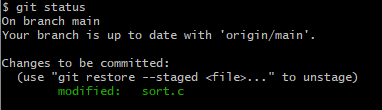 $ git status
On branch main
Your branch is up to date with 'origin/main'.

Changes to be committed:
  (use "git restore --staged <file>..." to unstage)
        modified:   sort.c